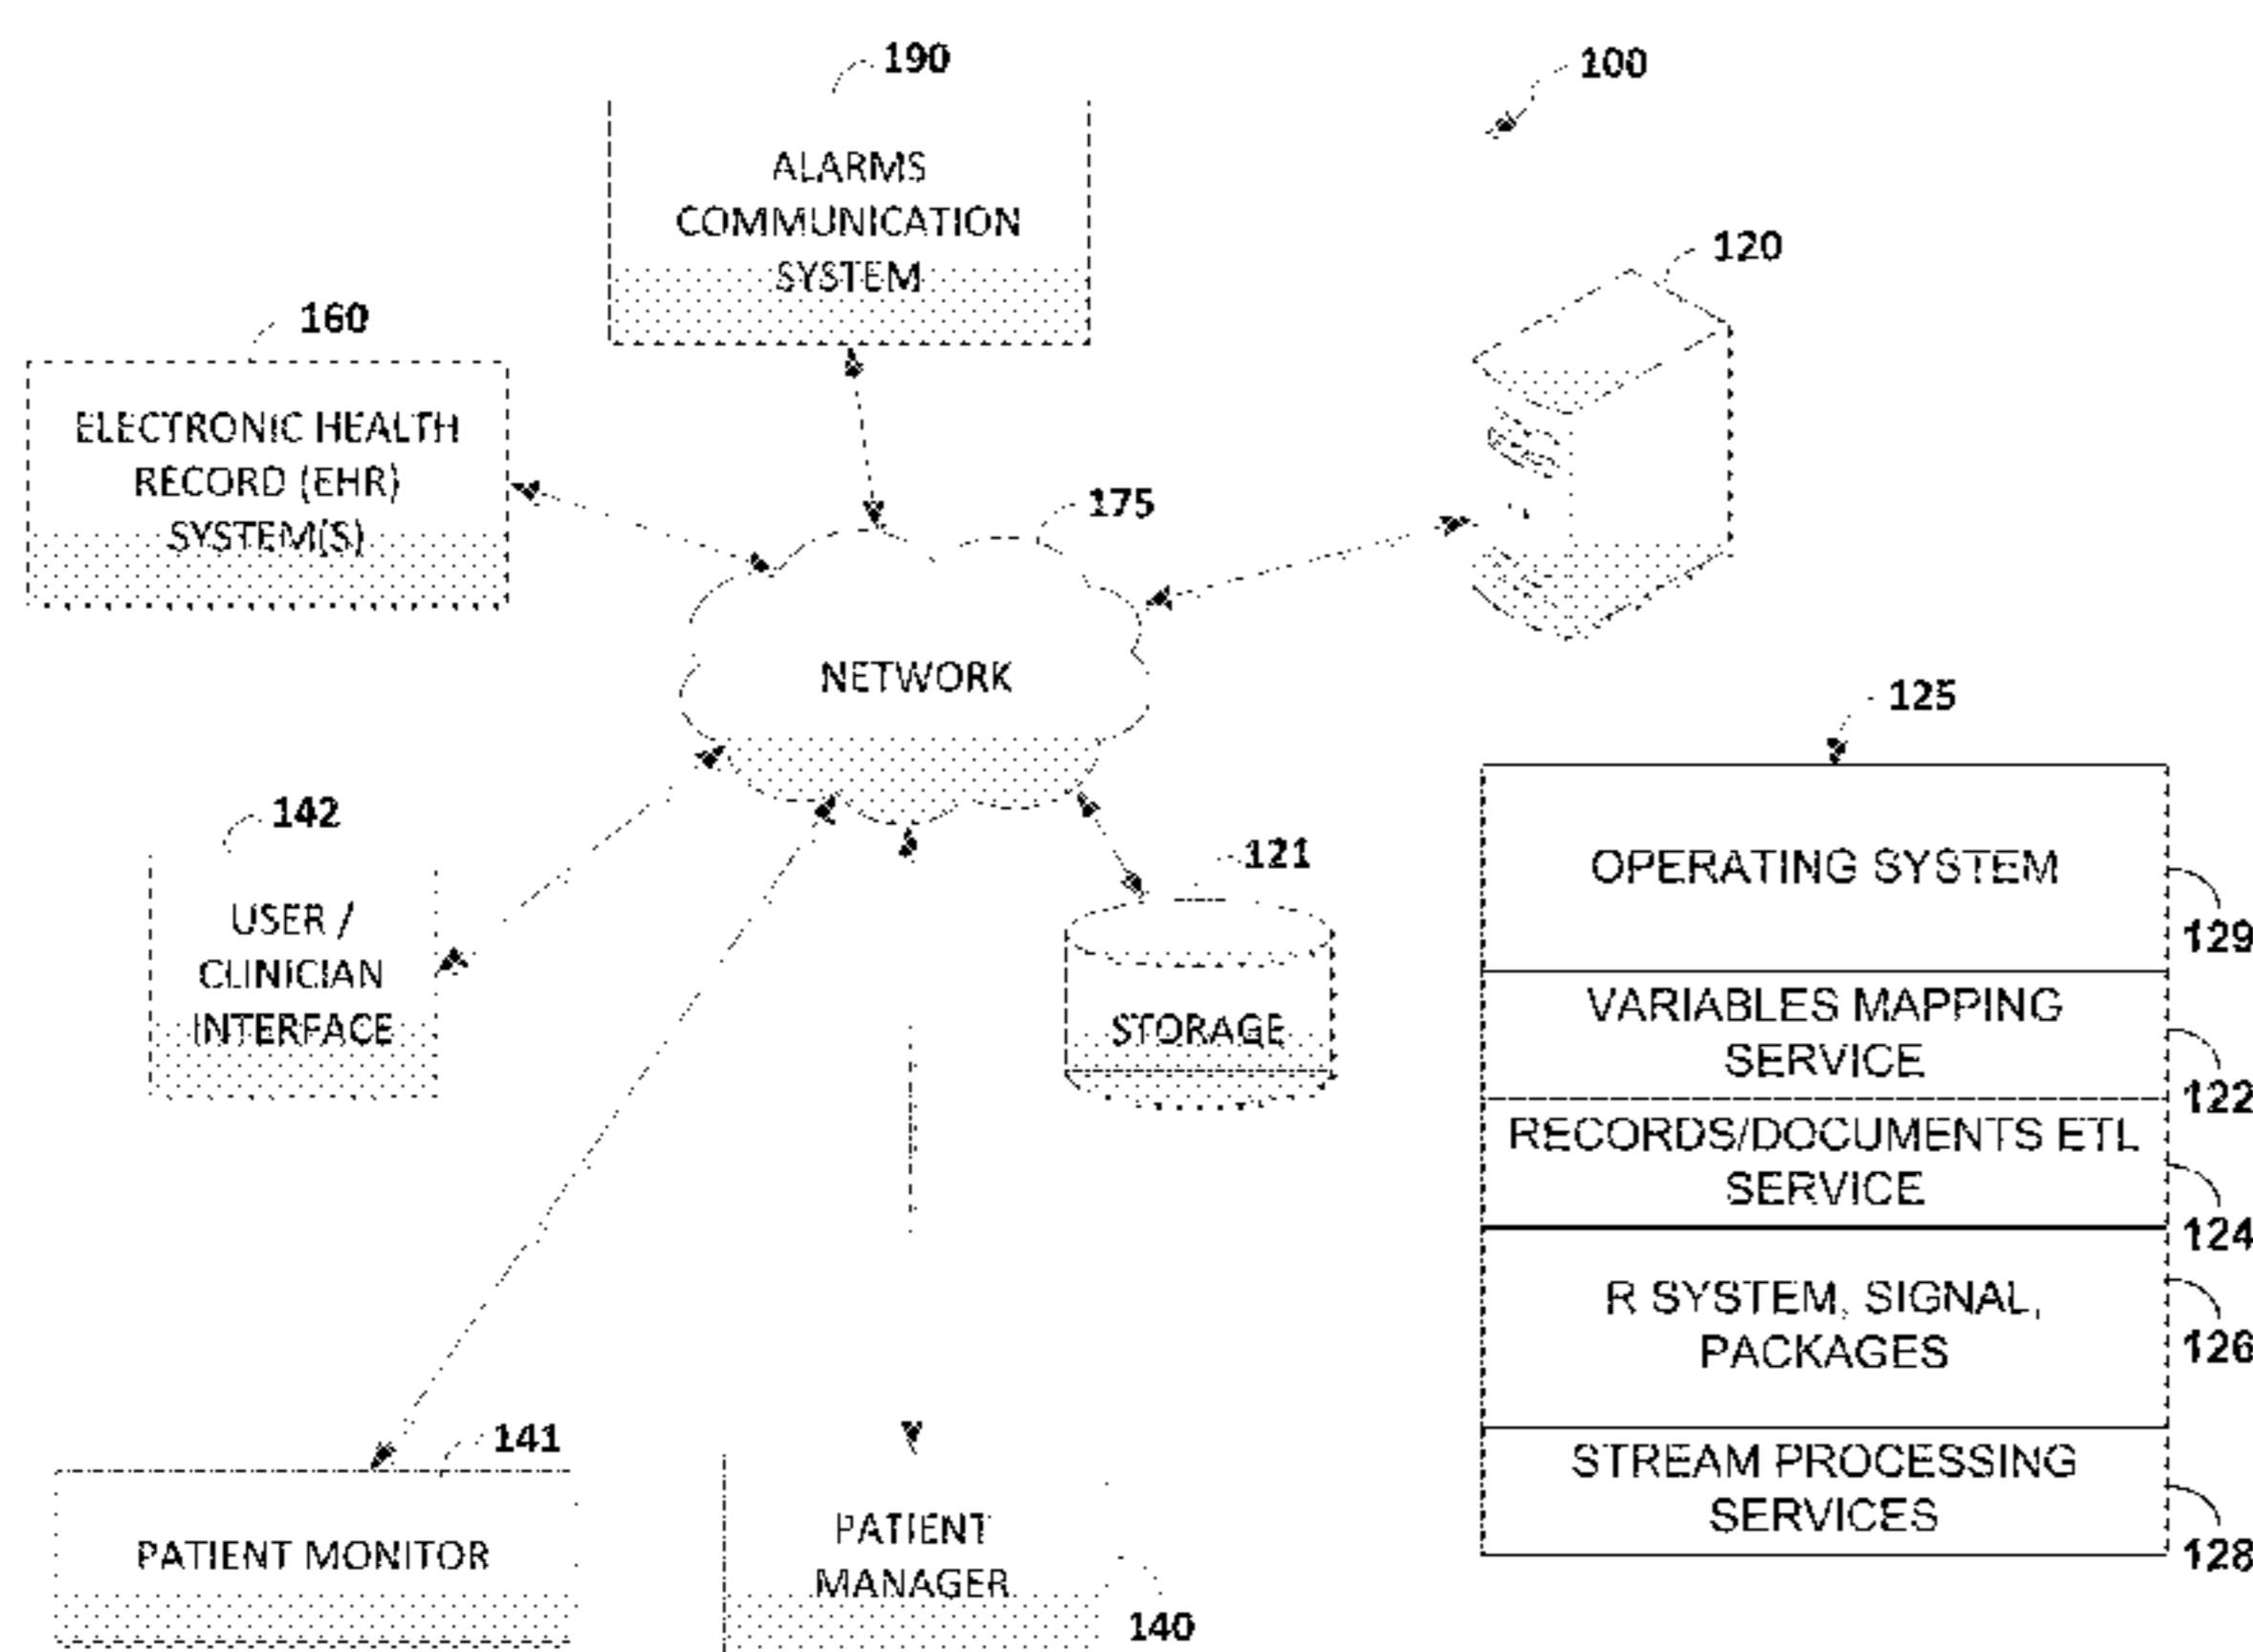 190
100
ALARMS
COMMUNICATION
SYSTEM
120
160
ELECTRONIC HEALTH
RECORD (EHR)
SYSTEM(S)
175
NETWORK
125
142
USER /
CLINICIAN
INTERFACE
121
STORAGE
OPERATING SYSTEM
129
VARIABLES MAPPING
SERVICE
122
RECORDS/DOCUMENTS ETL
SERVICE
124
R SYSTEM, SIGNAL,
PACKAGES
126
STREAM PROCESSING
SERVICES
128
141
PATIENT MONITOR
PATIENT
MANAGER
140